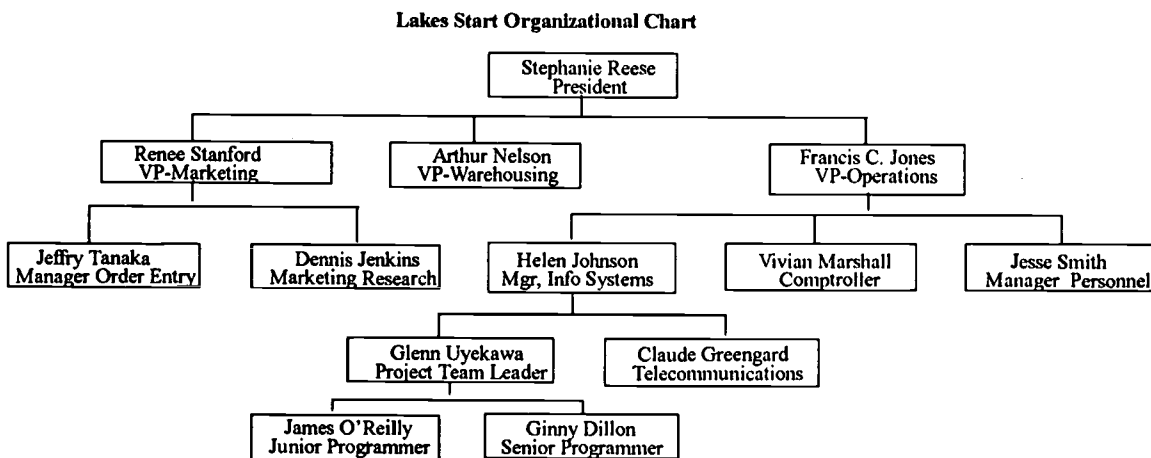 Lakes Start Organizational Chart
Stephanie Reese
President
Renee Stanford
VP-Marketing
Arthur Nelson
VP-Warehousing
Francis C. Jones
VP-Operations
Jeffry Tanaka
Manager Order Entry
Dennis Jenkins
Marketing Research
Helen Johnson
Mgr, Info Systems
Vivian Marshall
Comptroller
Jesse Smith
Manager Personnel
Glenn Uyekawa
Project Team Leader
Claude Greengard
Telecommunications
James O'Reilly
Junior Programmer
Ginny Dillon
Senior Programmer